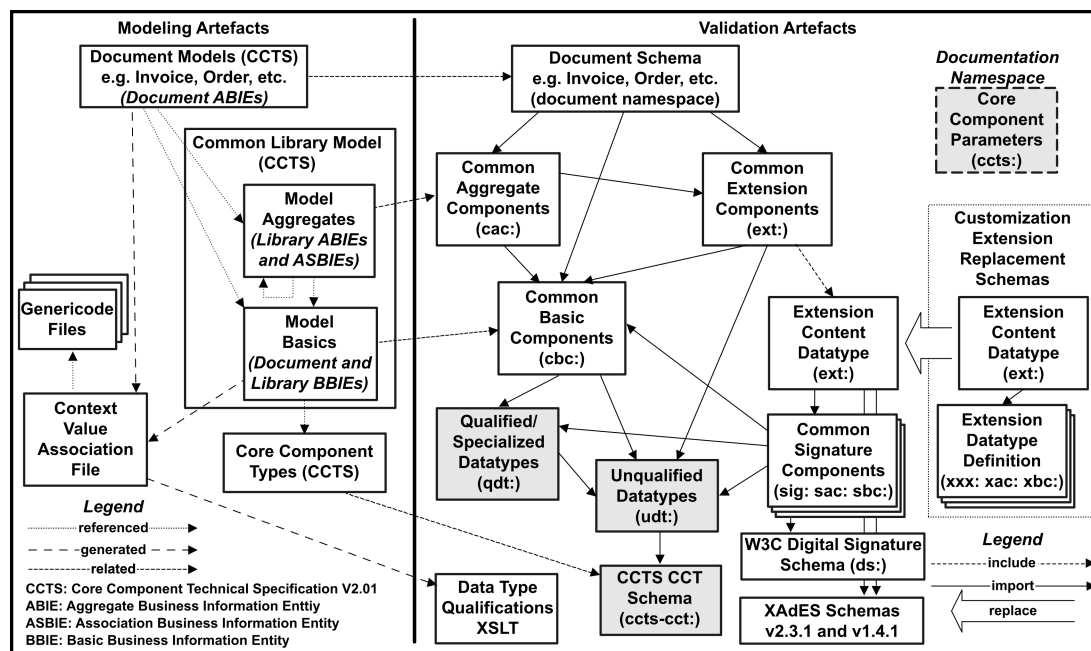 Modeling Artefacts
Document Models (CCTS)
e.g. Invoice, Order, etc.
(Document ABIEs)
Common Library Model
(CCTS)
Model
Aggregates
(Library ABIEs
and ASBIEs)
Genericode
Files
Model
Basics
(Document and
Library BBIEs)
Context
Value
Association
File
Core Component
Types (CCTS)
Legend
referenced
generated
related
CCTS: Core Component Technical Specification V2.01
ABIE: Aggregate Business Information Enttiy
ASBIE: Association Business Information Entity
BBIE: Basic Business Information Entity
Validation Artefacts
Document Schema
e.g. Invoice, Order, etc.
(document namespace)
Documentation
Namespace
Core
Component
Parameters
(ccts:)
Common
Aggregate
Components
(cac:)
Common
Extension
Components
(ext:)
Customization
Extension
Replacement
Schemas
Common
Basic
Components
(cbc:)
Extension
Content
Datatype
(ext:)
Extension
Content
Datatype
(ext:)
Qualified/
Specialized
Datatypes
(qdt:)
Unqualified
Datatypes
(udt:)
Common
Signature
Components
(sig: sac: sbc:)
Extension
Datatype
Definition
(xxx: xac: xbc:)
Data Type
Qualifications
XSLT
CCTS CCT
Schema
(ccts-cct:)
W3C Digital Signature
Schema (ds:)
XAdES Schemas
v2.3.1 and v1.4.1
Legend
include
import
replace